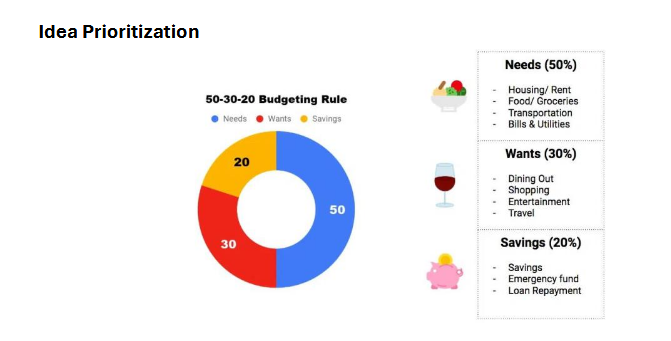 Idea Prioritization
50-30-20 Budgeting Rule
Needs Wants Savings
20
50
30
Needs (50%)
- Housing/ Rent
- Food/ Groceries
- Transportation
- Bills & Utilities
Wants (30%)
- Dining Out
- Shopping
- Entertainment
- Travel
Savings (20%)
- Savings
- Emergency fund
- Loan Repayment